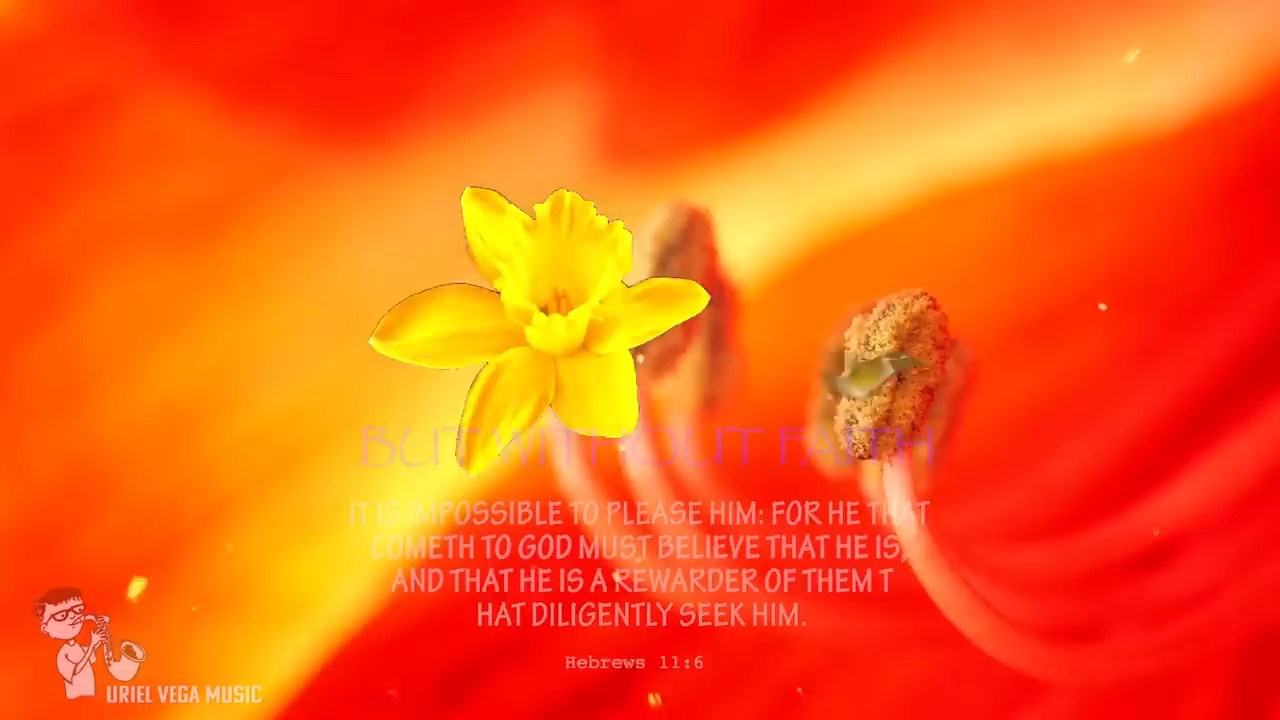 BUT WITHOUT FAITH
IT IS IMPOSSIBLE TO PLEASE HIM: FOR HE THAT
COMETH TO GOD MUST BELIEVE THAT HE IS,
AND THAT HE IS A REWARDER OF THEM T
HAT DILIGENTLY SEEK HIM.
Hebrews 11:6
URIEL VEGA MUSIC